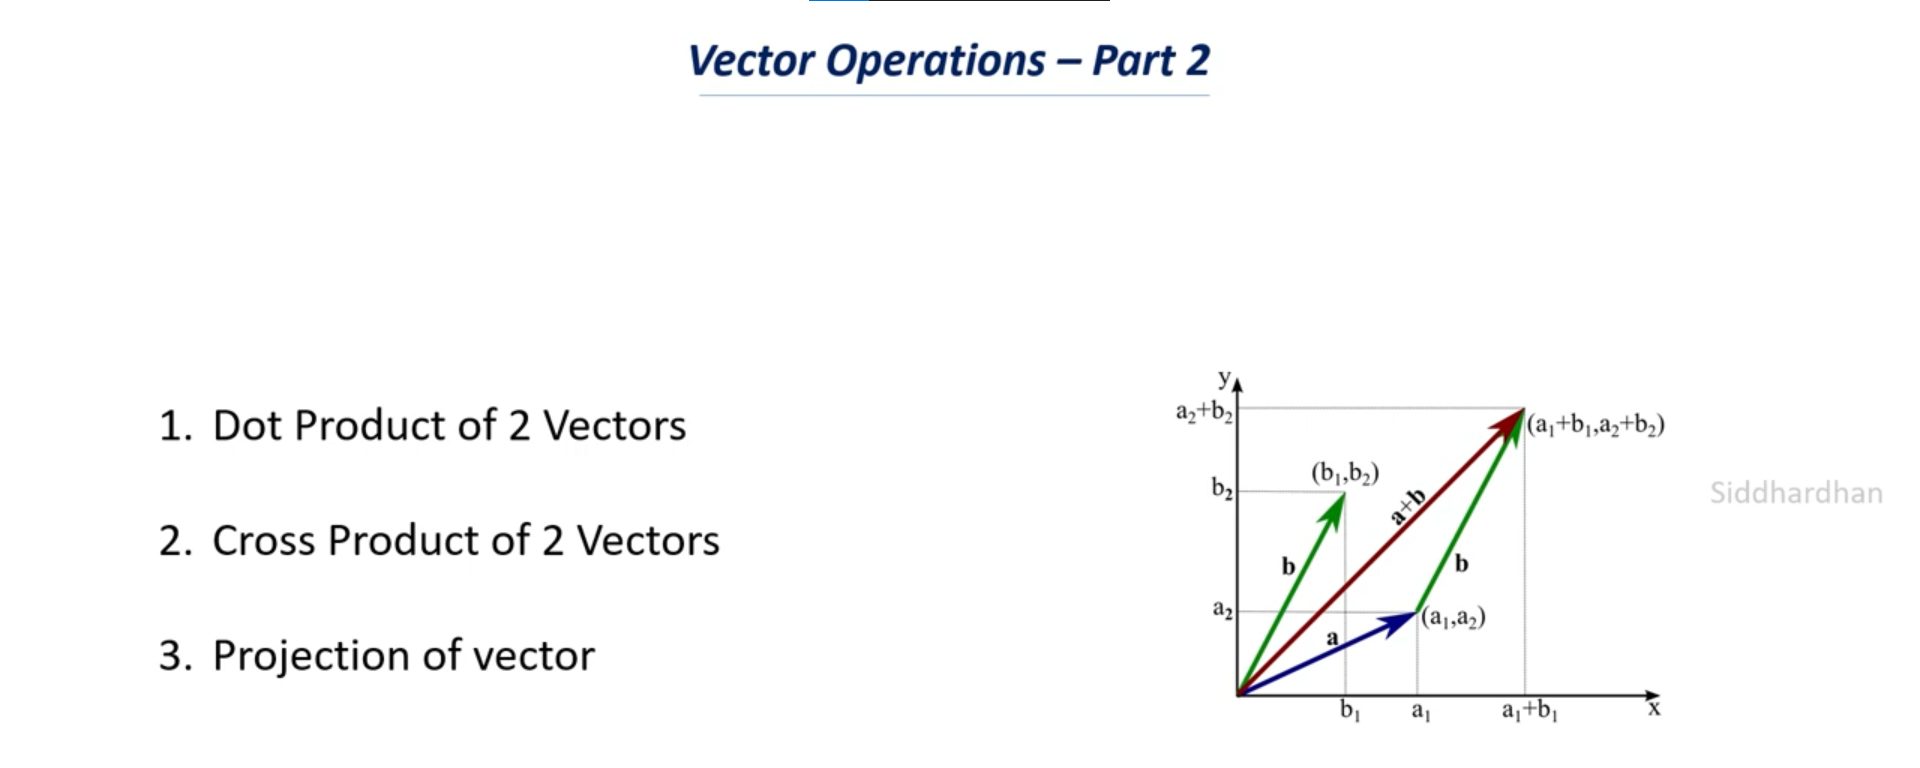 Vector Operations – Part 2
1. Dot Product of 2 Vectors
2. Cross Product of 2 Vectors
3. Projection of vector
y
a₂+b₂
(a₁+b₁,a₂+b₂)
(b₁,b₂)
b₂
a+b
b
b
a₂
(a₁,a₂)
a
b₁
a₁
a₁+b₁
x
Siddhardhan